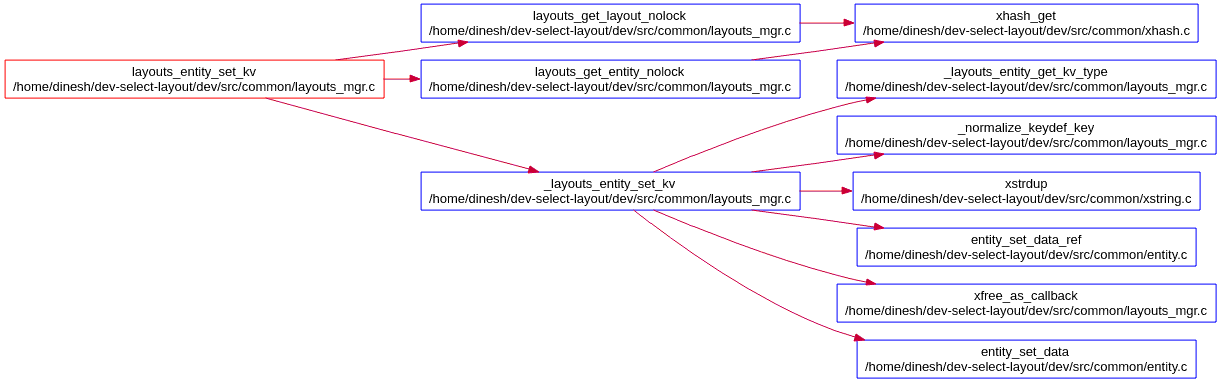 layouts_get_layout_nolock
/home/dinesh/dev-select-layout/dev/src/common/layouts_mgr.c
xhash_get
/home/dinesh/dev-select-layout/dev/src/common/xhash.c
layouts_entity_set_kv
/home/dinesh/dev-select-layout/dev/src/common/layouts_mgr.c
layouts_get_entity_nolock
/home/dinesh/dev-select-layout/dev/src/common/layouts_mgr.c
_layouts_entity_get_kv_type
/home/dinesh/dev-select-layout/dev/src/common/layouts_mgr.c
_normalize_keydef_key
/home/dinesh/dev-select-layout/dev/src/common/layouts_mgr.c
_layouts_entity_set_kv
/home/dinesh/dev-select-layout/dev/src/common/layouts_mgr.c
xstrdup
/home/dinesh/dev-select-layout/dev/src/common/xstring.c
entity_set_data_ref
/home/dinesh/dev-select-layout/dev/src/common/entity.c
xfree_as_callback
/home/dinesh/dev-select-layout/dev/src/common/layouts_mgr.c
entity_set_data
/home/dinesh/dev-select-layout/dev/src/common/entity.c